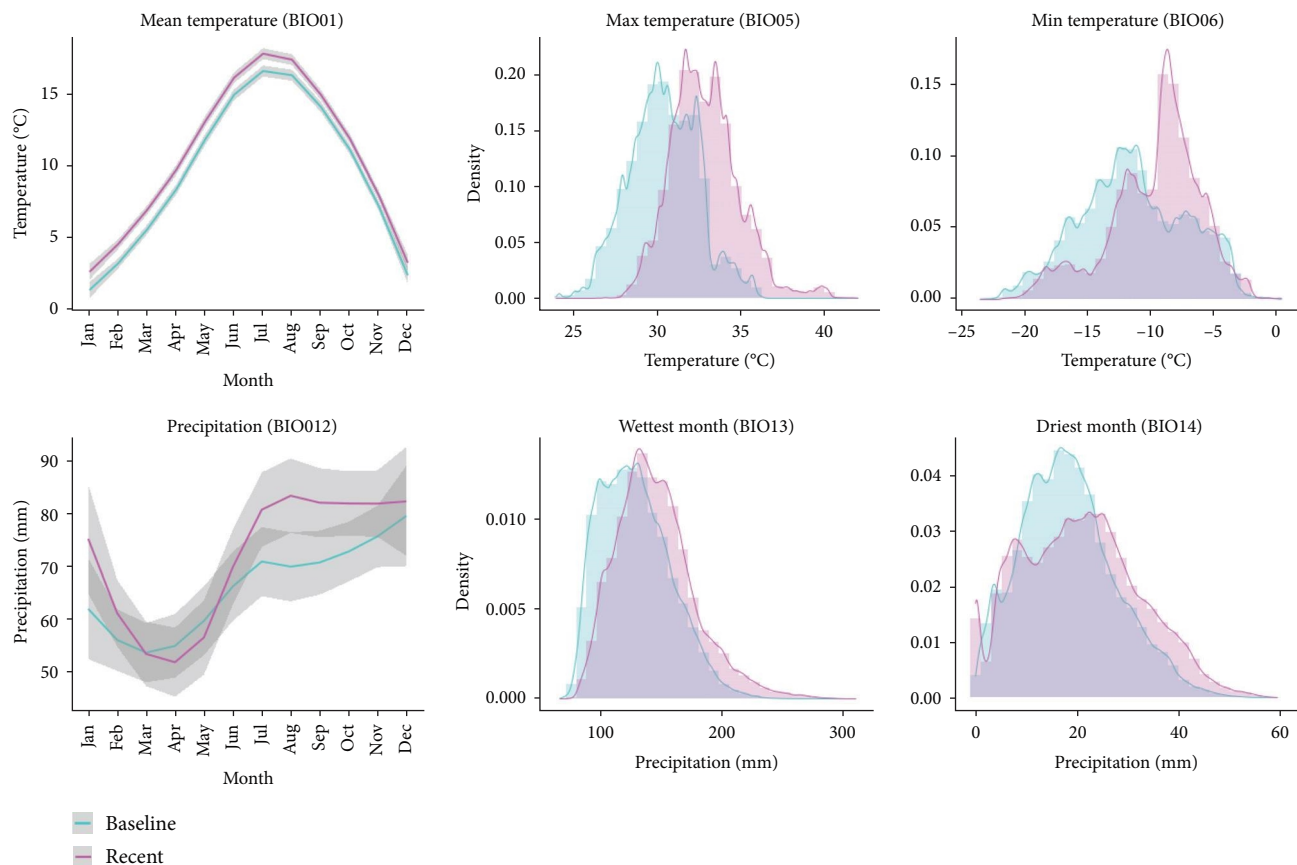 Mean temperature (BIO01)
Temperature (°C)
15
10
5
0
Jan
Feb
Mar
Apr
May
Jun
Jul
Aug
Sep
Oct
Nov
Dec
Month
Max temperature (BIO05)
Density
0.20
0.15
0.10
0.05
0.00
25 30 35 40
Temperature (°C)
Min temperature (BIO06)
0.15
0.10
0.05
0.00
−25 −20 −15 −10 −5 0
Temperature (°C)
Precipitation (BIO012)
Precipitation (mm)
90
80
70
60
50
Jan
Feb
Mar
Apr
May
Jun
Jul
Aug
Sep
Oct
Nov
Dec
Month
Wettest month (BIO13)
Density
0.010
0.005
0.000
100 200 300
Precipitation (mm)
Driest month (BIO14)
0.04
0.03
0.02
0.01
0.00
0 20 40 60
Precipitation (mm)
Baseline
Recent